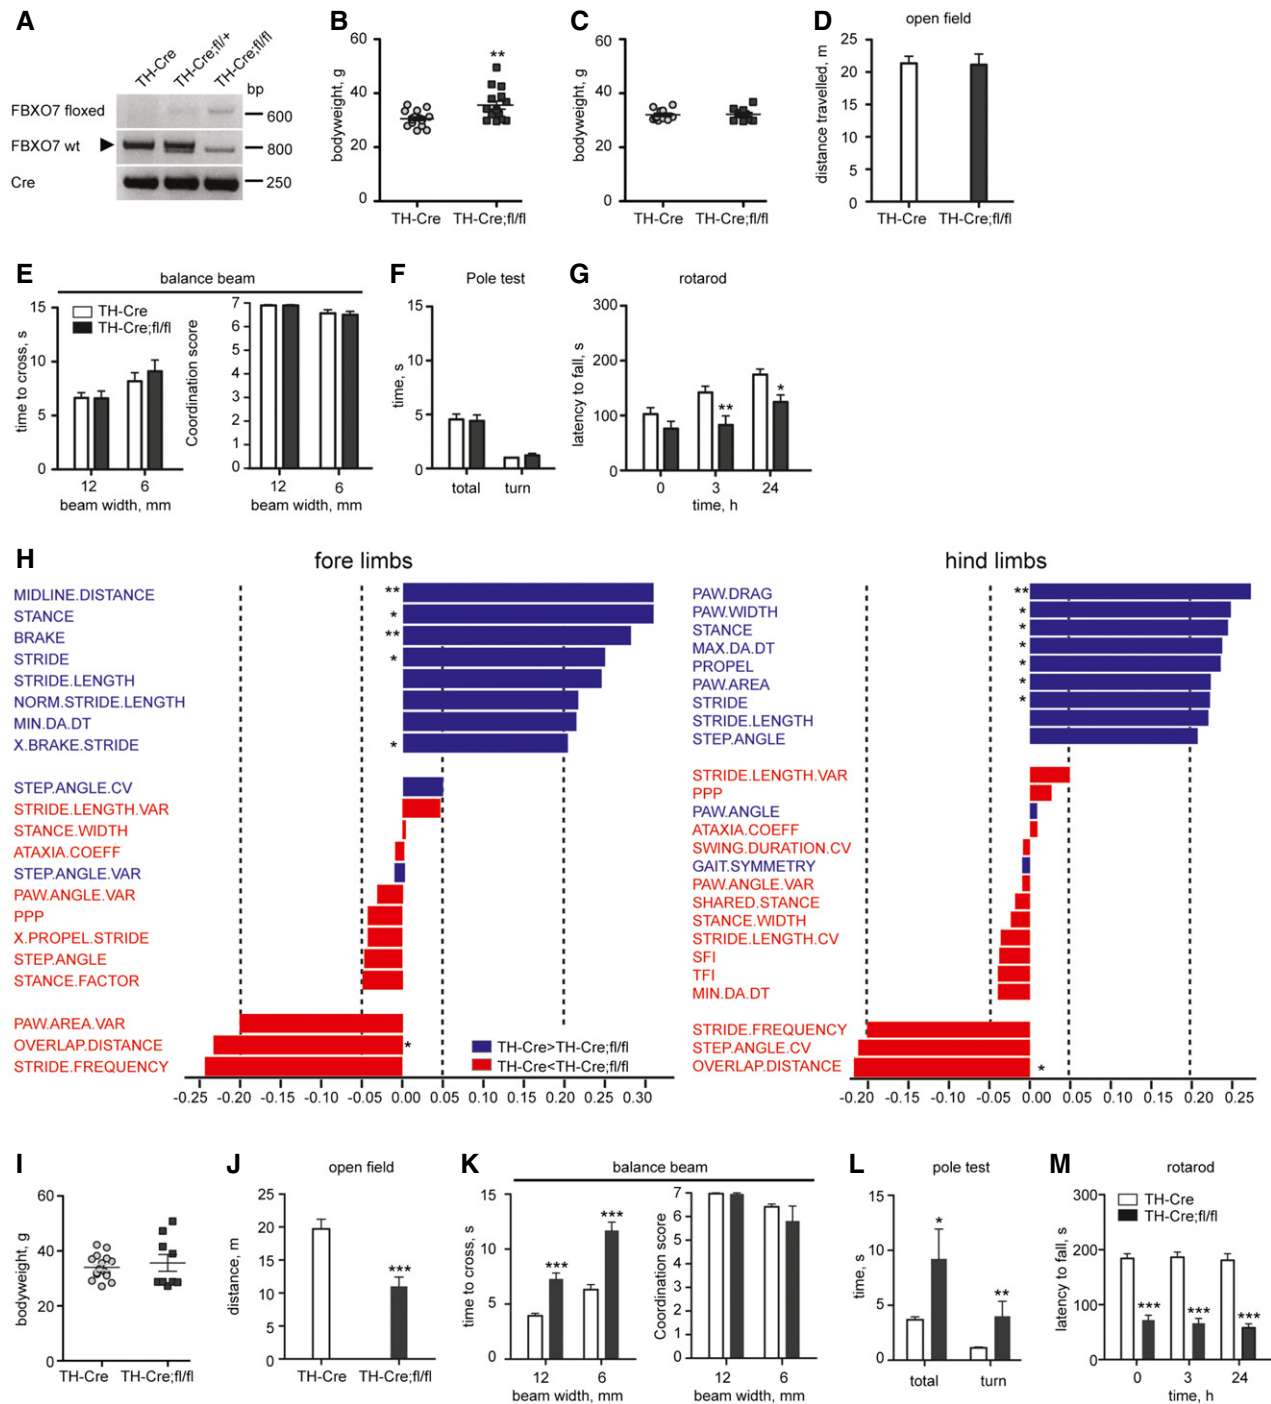 A
TH-Cre
TH-Cre;fl/+
TH-Cre;fl/fl
bp
FBXO7 floxed
600
FBXO7 wt
800
Cre
250
B
bodyweight, g
60
40
20
0
**
TH-Cre TH-Cre;fl/fl
C
bodyweight, g
60
40
20
0
TH-Cre TH-Cre;fl/fl
D
open field
distance travelled, m
25
20
15
10
5
0
TH-Cre TH-Cre;fl/fl
E
balance beam
time to cross, s
15
10
5
0
TH-Cre
TH-Cre;fl/fl
12 6
beam width, mm
Coordination score
7
6
5
4
3
2
1
0
12 6
beam width, mm
F
Pole test
time, s
15
10
5
0
total turn
G
rotarod
latency to fall, s
300
200
100
0
** *
0 3 24
time, h
H
fore limbs
MIDLINE.DISTANCE **
STANCE *
BRAKE **
STRIDE *
STRIDE.LENGTH
NORM.STRIDE.LENGTH
MIN.DA.DT
X.BRAKE.STRIDE *
STEP.ANGLE.CV
STRIDE.LENGTH.VAR
STANCE.WIDTH
ATAXIA.COEFF
STEP.ANGLE.VAR
PAW.ANGLE.VAR
PPP
X.PROPEL.STRIDE
STEP.ANGLE
STANCE.FACTOR
PAW.AREA.VAR
OVERLAP.DISTANCE *
STRIDE.FREQUENCY
TH-Cre>TH-Cre;fl/fl
TH-Cre<TH-Cre;fl/fl
-0.25 -0.20 -0.15 -0.10 -0.05 0.00 0.05 0.10 0.15 0.20 0.25 0.30
hind limbs
PAW.DRAG **
PAW.WIDTH *
STANCE *
MAX.DA.DT *
PROPEL *
PAW.AREA *
STRIDE *
STRIDE.LENGTH
STEP.ANGLE
STRIDE.LENGTH.VAR
PPP
PAW.ANGLE
ATAXIA.COEFF
SWING.DURATION.CV
GAIT.SYMMETRY
PAW.ANGLE.VAR
SHARED.STANCE
STANCE.WIDTH
STRIDE.LENGTH.CV
SFI
TFI
MIN.DA.DT
STRIDE.FREQUENCY
STEP.ANGLE.CV
OVERLAP.DISTANCE *
-0.20 -0.15 -0.10 -0.05 0.00 0.05 0.10 0.15 0.20 0.25
I
bodyweight, g
60
40
20
0
TH-Cre TH-Cre;fl/fl
J
open field
distance, m
25
20
15
10
5
0
***
TH-Cre TH-Cre;fl/fl
K
balance beam
time to cross, s
15
10
5
0
*** ***
12 6
beam width, mm
Coordination score
7
6
5
4
3
2
1
0
12 6
beam width, mm
L
pole test
time, s
15
10
5
0
* **
total turn
M
rotarod
latency to fall, s
300
200
100
0
TH-Cre
TH-Cre;fl/fl
*** *** ***
0 3 24
time, h